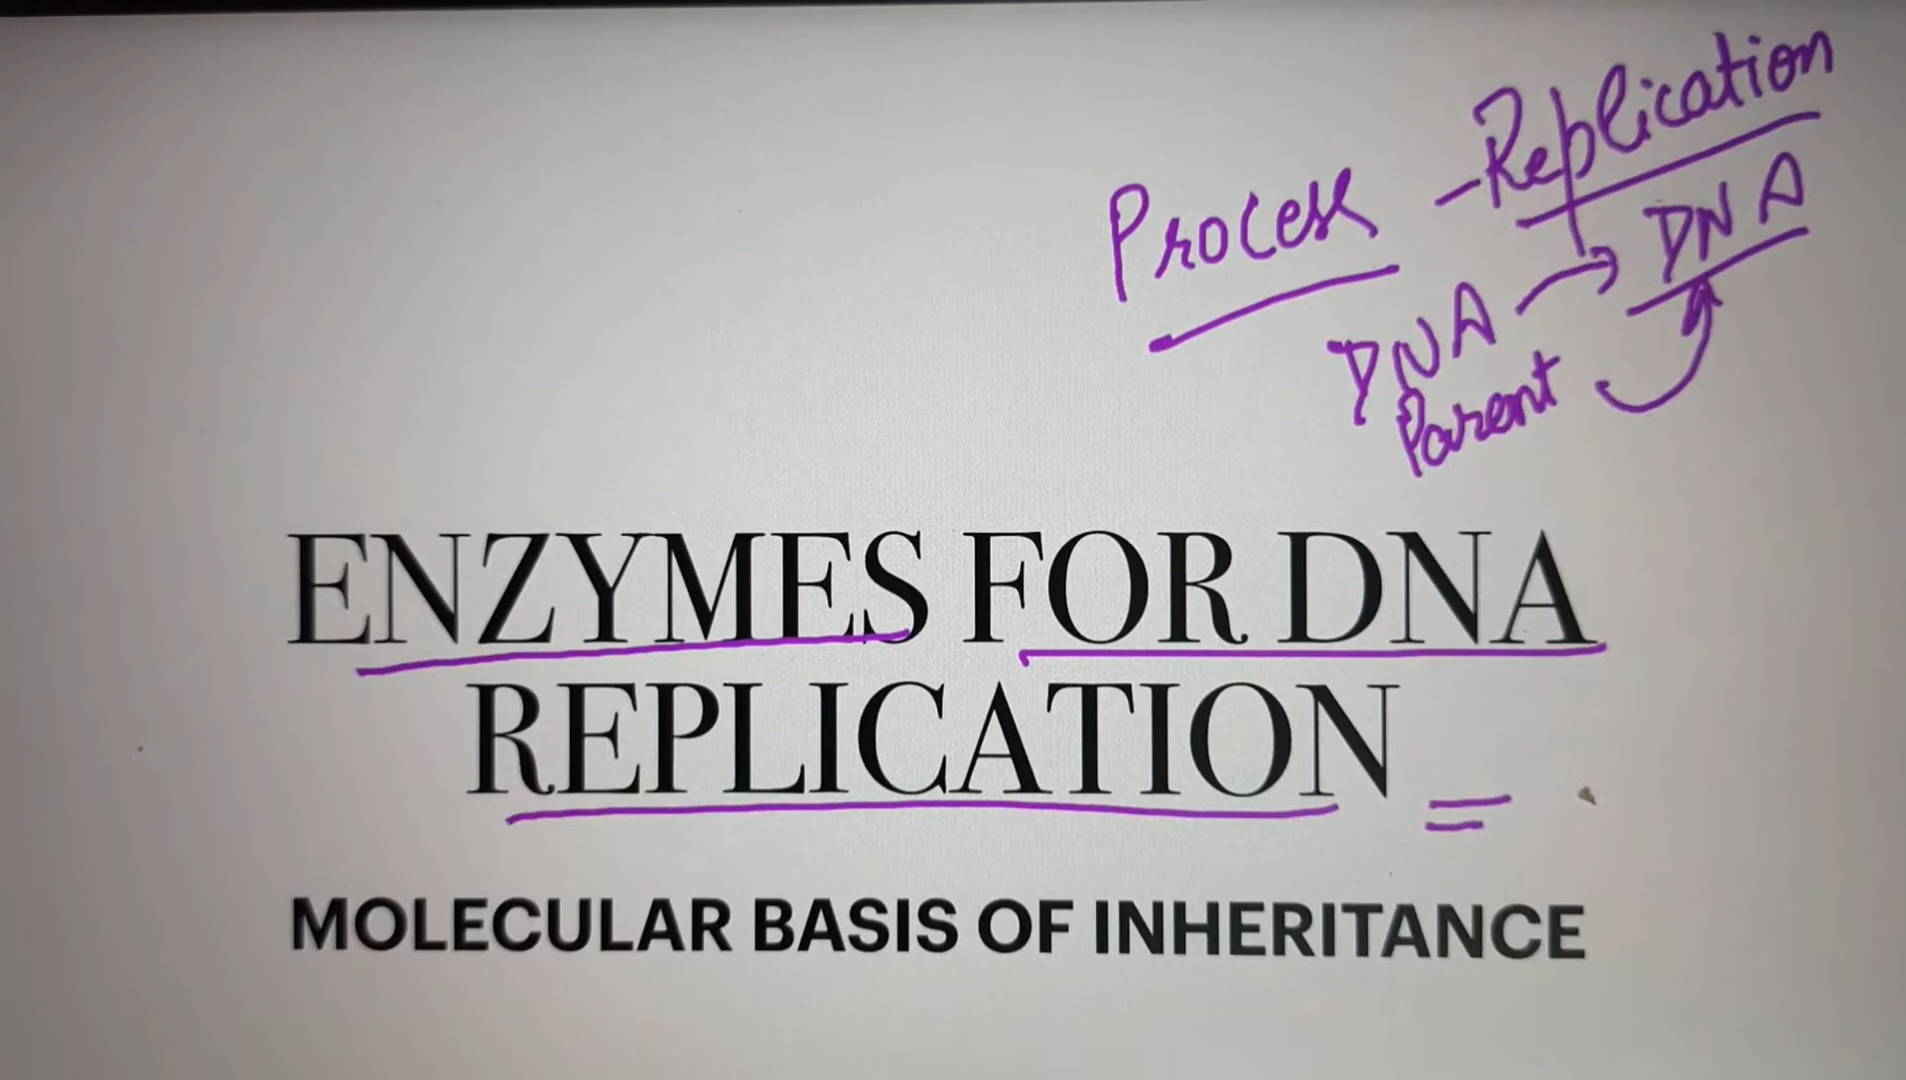 Process - Replication
DNA → DNA
Parent
ENZYMES FOR DNA
REPLICATION
MOLECULAR BASIS OF INHERITANCE